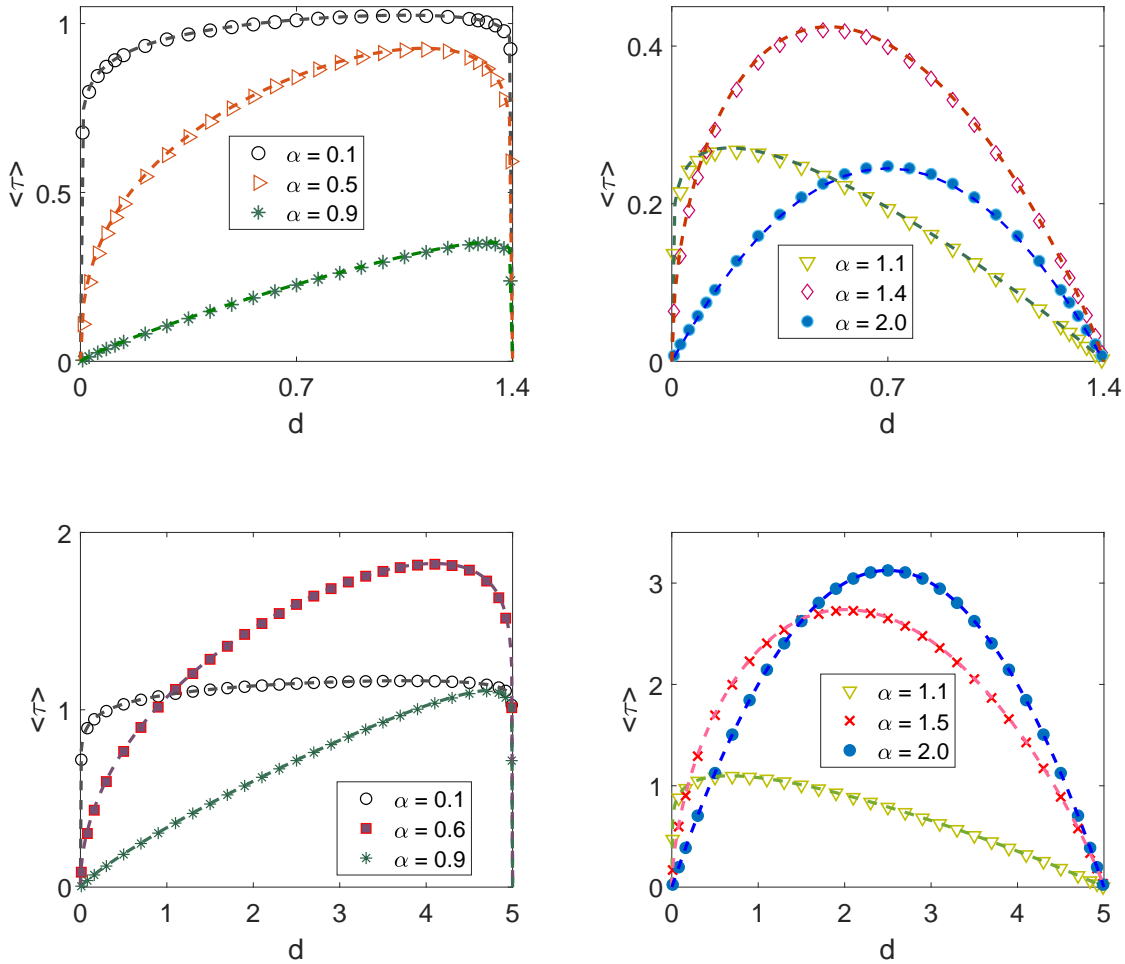 1
0.5
0
<τ>
α = 0.1
α = 0.5
α = 0.9
0 0.7 1.4
d
0.4
0.2
0
<τ>
α = 1.1
α = 1.4
α = 2.0
0 0.7 1.4
d
2
1
0
<τ>
α = 0.1
α = 0.6
α = 0.9
0 1 2 3 4 5
d
3
2
1
0
<τ>
α = 1.1
α = 1.5
α = 2.0
0 1 2 3 4 5
d